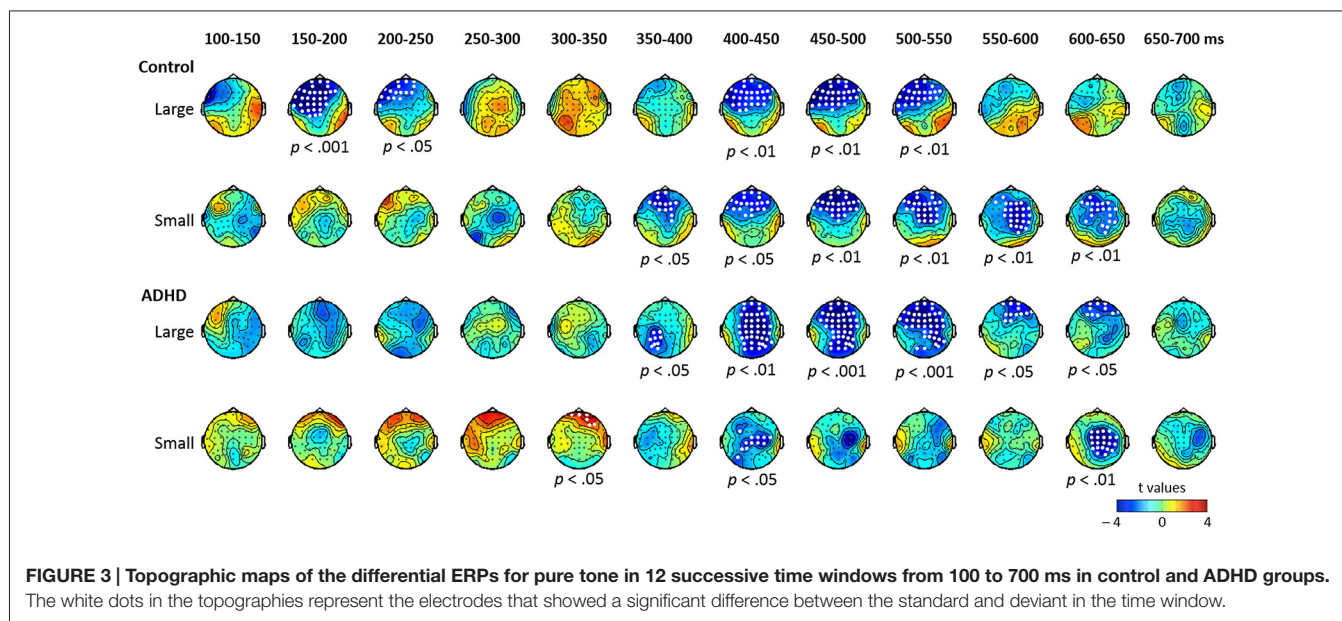 100-150 150-200 200-250 250-300 300-350 350-400 400-450 450-500 500-550 550-600 600-650 650-700 ms
Control
Large
p < .001 p < .05 p < .01 p < .01 p < .01
Small
p < .05 p < .05 p < .01 p < .01 p < .01 p < .01
ADHD
Large
p < .05 p < .01 p < .001 p < .001 p < .05 p < .05
Small
p < .05 p < .05 p < .01
t values
−4 0 4
FIGURE 3 | Topographic maps of the differential ERPs for pure tone in 12 successive time windows from 100 to 700 ms in control and ADHD groups.
The white dots in the topographies represent the electrodes that showed a significant difference between the standard and deviant in the time window.